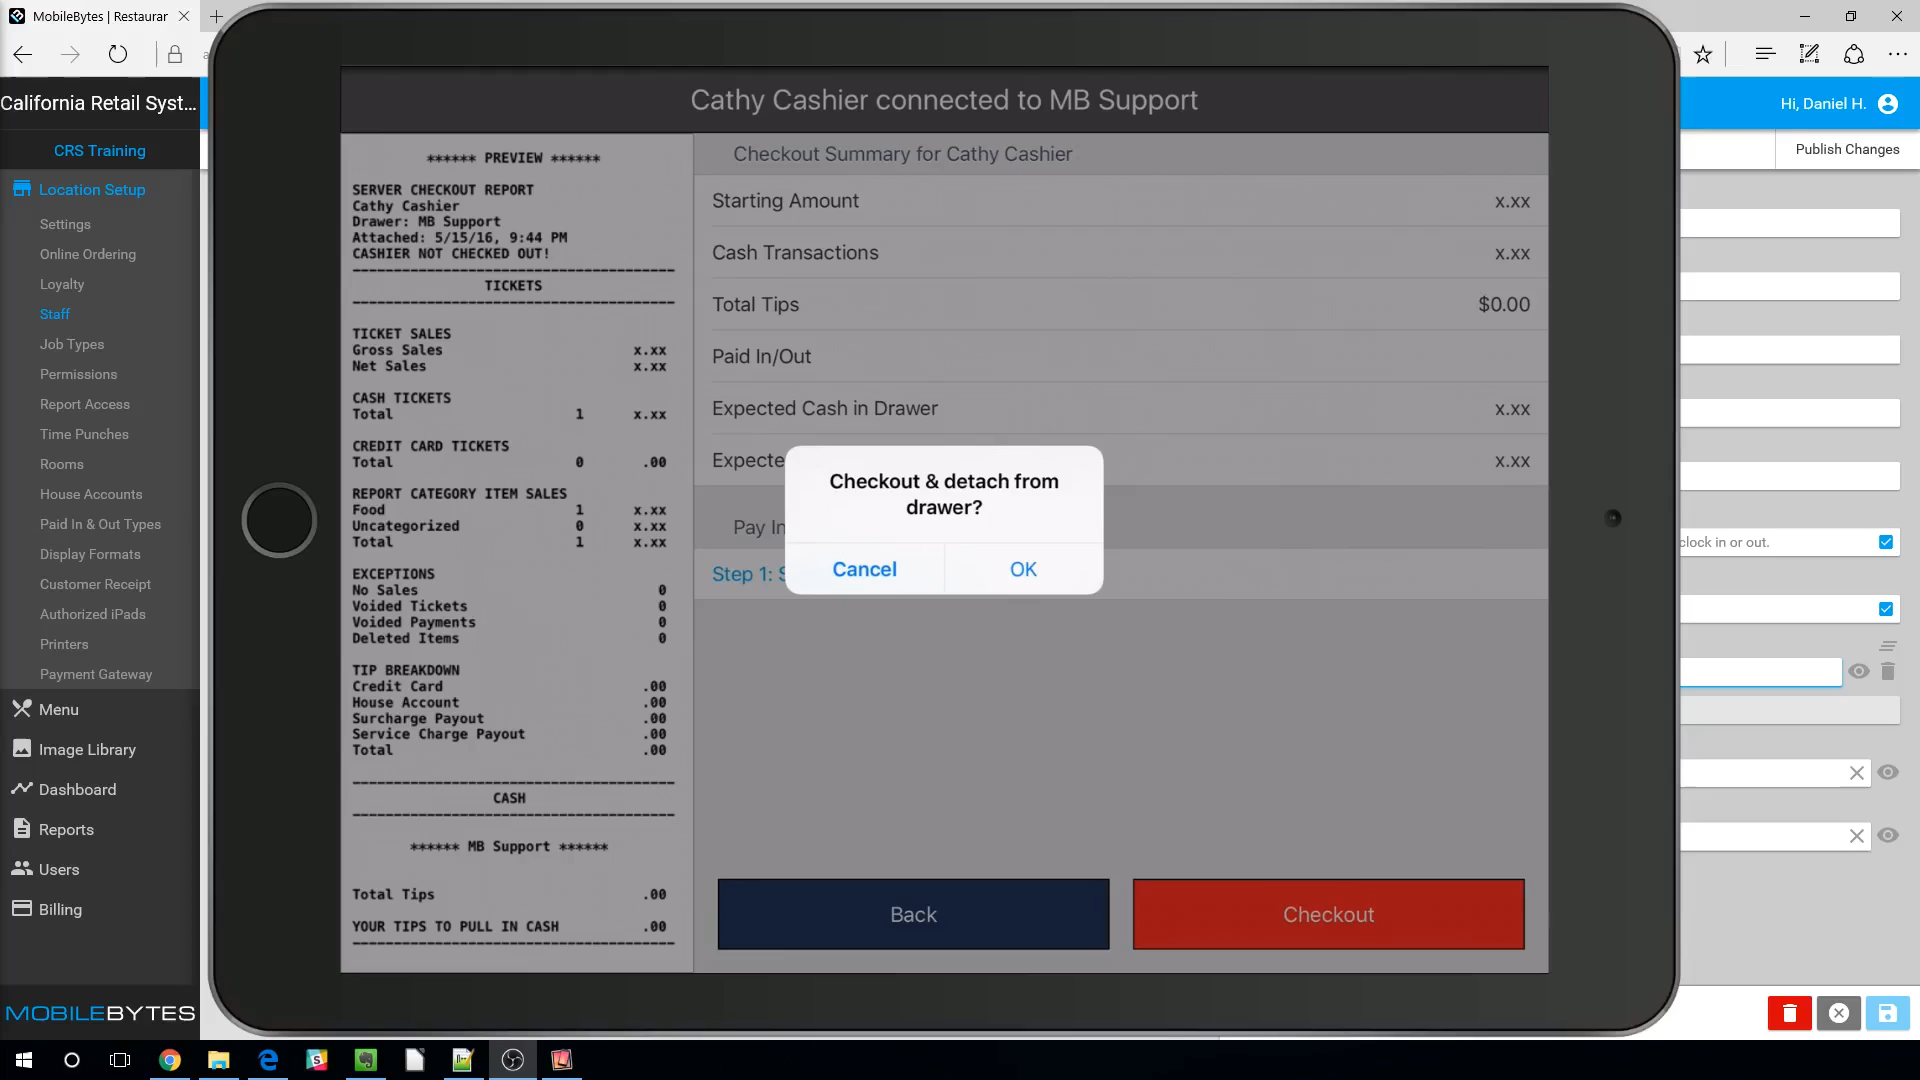 MobileBytes | Restaurar
California Retail Syst...
Hi, Daniel H.
CRS Training
Publish Changes
Location Setup
Settings
Online Ordering
Loyalty
Staff
Job Types
Permissions
Report Access
Time Punches
Rooms
House Accounts
Paid In & Out Types
Display Formats
Customer Receipt
Authorized iPads
Printers
Payment Gateway
Menu
Image Library
Dashboard
Reports
Users
Billing
MOBILEBYTES
Cathy Cashier connected to MB Support
****** PREVIEW ******
SERVER CHECKOUT REPORT
Cathy Cashier
Drawer: MB Support
Attached: 5/15/16, 9:44 PM
CASHIER NOT CHECKED OUT!
TICKETS
TICKET SALES
Gross Sales x.xx
Net Sales x.xx
CASH TICKETS
Total 1 x.xx
CREDIT CARD TICKETS
Total 0 .00
REPORT CATEGORY ITEM SALES
Food 1 x.xx
Uncategorized 0 x.xx
Total 1 x.xx
EXCEPTIONS
No Sales 0
Voided Tickets 0
Voided Payments 0
Deleted Items 0
TIP BREAKDOWN
Credit Card .00
House Account .00
Surcharge Payout .00
Service Charge Payout .00
Total .00
CASH
****** MB Support ******
Total Tips .00
YOUR TIPS TO PULL IN CASH .00
Checkout Summary for Cathy Cashier
Starting Amount x.xx
Cash Transactions x.xx
Total Tips $0.00
Paid In/Out
Expected Cash in Drawer x.xx
Expecte x.xx
Pay In
Step 1: S
Checkout & detach from
drawer?
Cancel OK
Back Checkout
clock in or out.